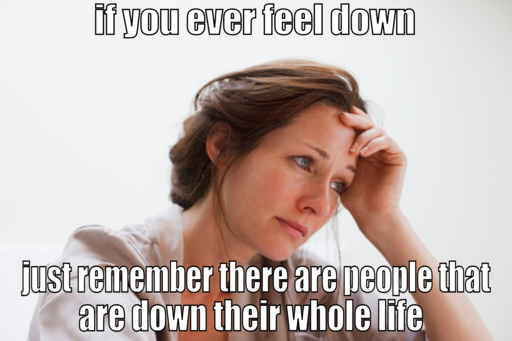 if you ever feel down
just remember there are people that
are down their whole life